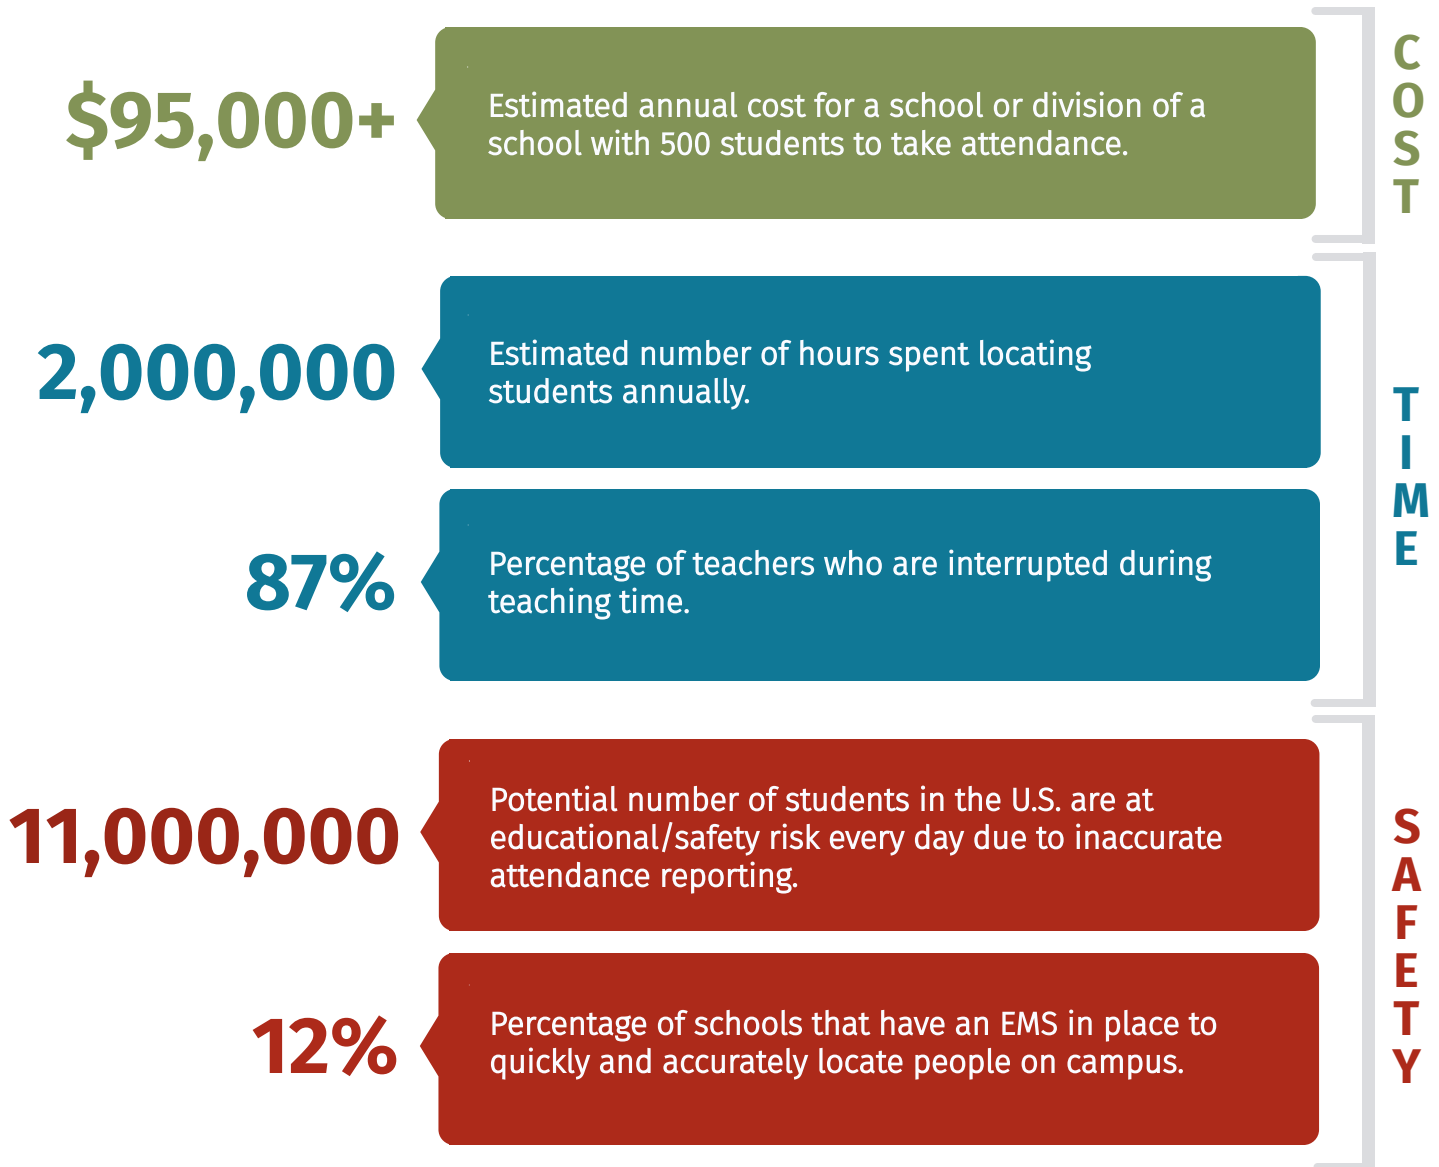 $95,000+
Estimated annual cost for a school or division of a
school with 500 students to take attendance.
COST
2,000,000
Estimated number of hours spent locating
students annually.
87%
Percentage of teachers who are interrupted during
teaching time.
TIME
11,000,000
Potential number of students in the U.S. are at
educational/safety risk every day due to inaccurate
attendance reporting.
12%
Percentage of schools that have an EMS in place to
quickly and accurately locate people on campus.
SAFETY